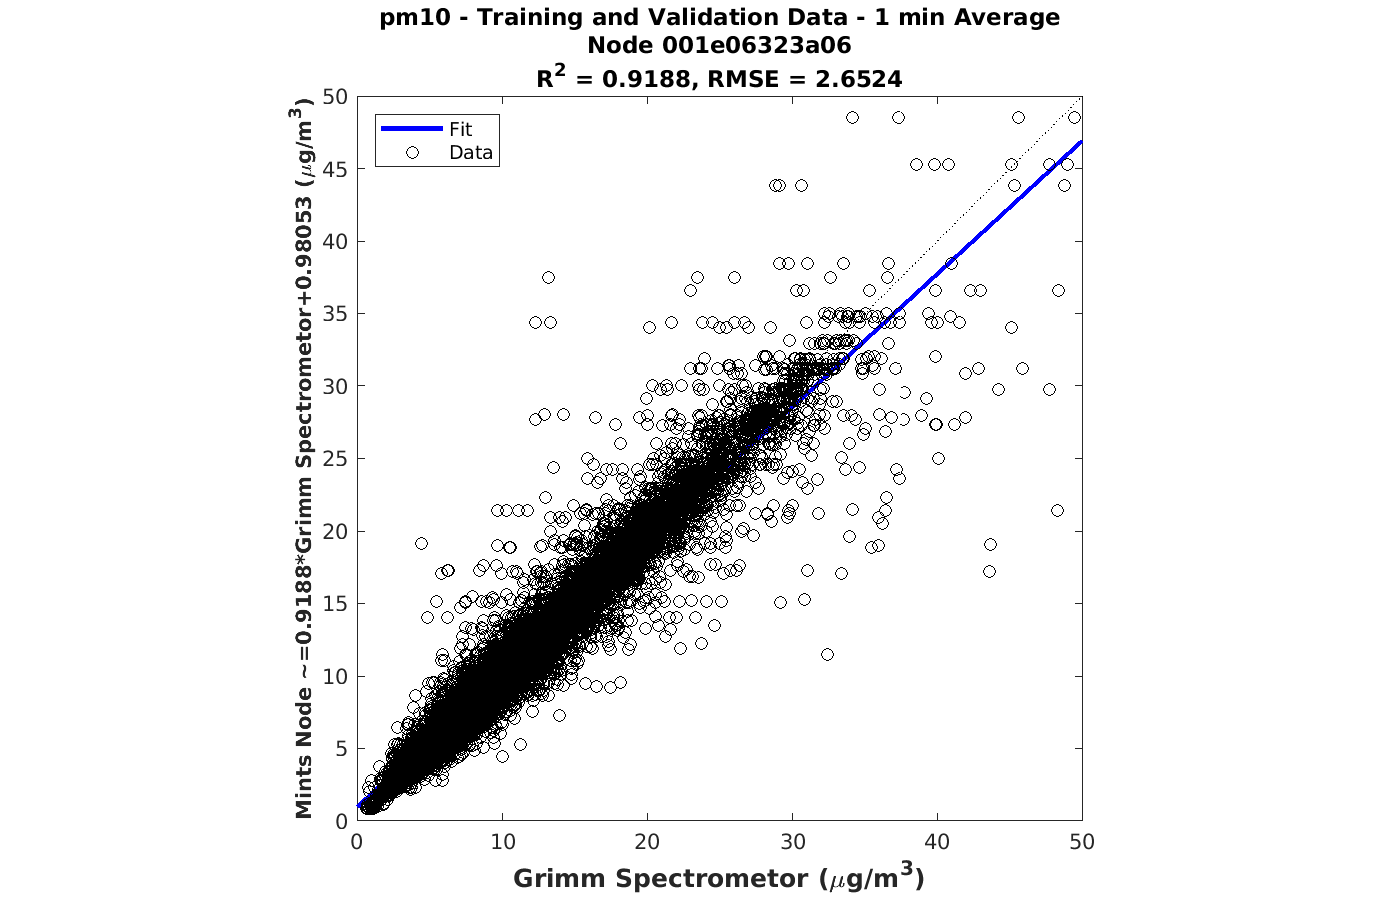 pm10 - Training and Validation Data - 1 min Average
Node 001e06323a06
R² = 0.9188, RMSE = 2.6524
Fit
Data
Mints Node ~=0.9188*Grimm Spectrometor+0.98053 (μg/m³)
50
45
40
35
30
25
20
15
10
5
0
0 10 20 30 40 50
Grimm Spectrometor (μg/m³)